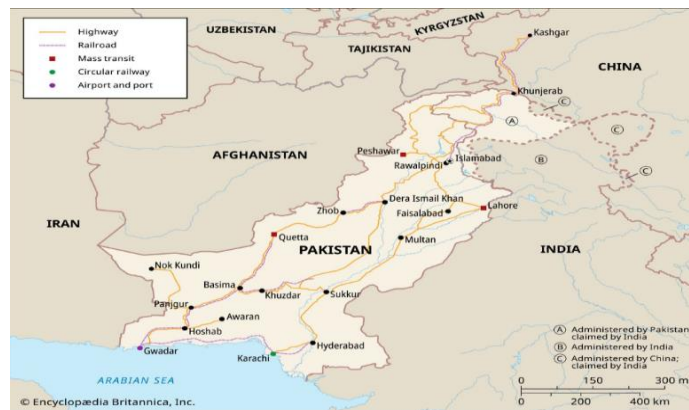 Highway
Railroad
Mass transit
Circular railway
Airport and port
UZBEKISTAN
KYRGYZSTAN
Kashgar
TAJIKISTAN
CHINA
Khunjerab
C
A
C
AFGHANISTAN
Peshawar
Islamabad
Rawalpindi
B
C
Dera Ismail Khan
Zhob
Faisalabad
Lahore
IRAN
Quetta
PAKISTAN
Multan
INDIA
Nok Kundi
Basima
Khuzdar
Sukkur
Panjgur
Awaran
Hoshab
Gwadar
Karachi
Hyderabad
A Administered by Pakistan;
claimed by India
B Administered by India
C Administered by China;
claimed by India
ARABIAN SEA
0 150 300 m
0 200 400 km
© Encyclopædia Britannica, Inc.